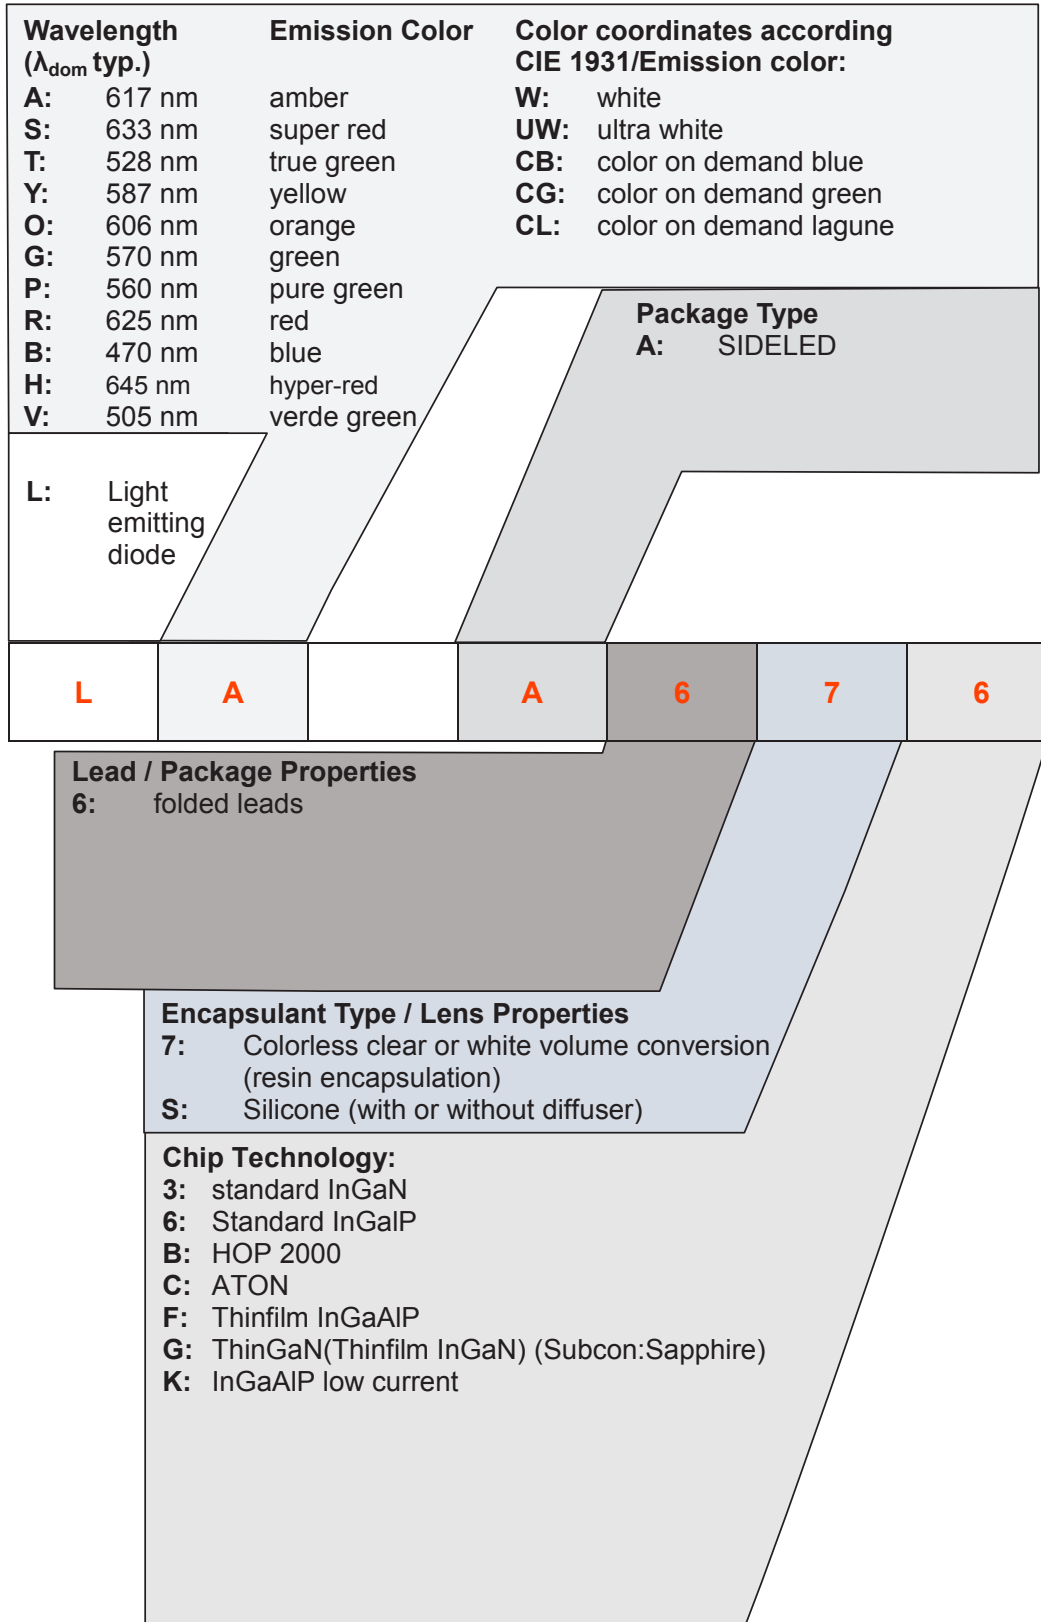 Wavelength Emission Color Color coordinates according
(λdom typ.) CIE 1931/Emission color:
A: 617 nm amber W: white
S: 633 nm super red UW: ultra white
T: 528 nm true green CB: color on demand blue
Y: 587 nm yellow CG: color on demand green
O: 606 nm orange CL: color on demand lagune
G: 570 nm green
P: 560 nm pure green
R: 625 nm red
B: 470 nm blue
H: 645 nm hyper-red
V: 505 nm verde green
Package Type
A: SIDELED
L: Light
emitting
diode
L A A 6 7 6
Lead / Package Properties
6: folded leads
Encapsulant Type / Lens Properties
7: Colorless clear or white volume conversion
(resin encapsulation)
S: Silicone (with or without diffuser)
Chip Technology:
3: standard InGaN
6: Standard InGalP
B: HOP 2000
C: ATON
F: Thinfilm InGaAlP
G: ThinGaN(Thinfilm InGaN) (Subcon:Sapphire)
K: InGaAlP low current